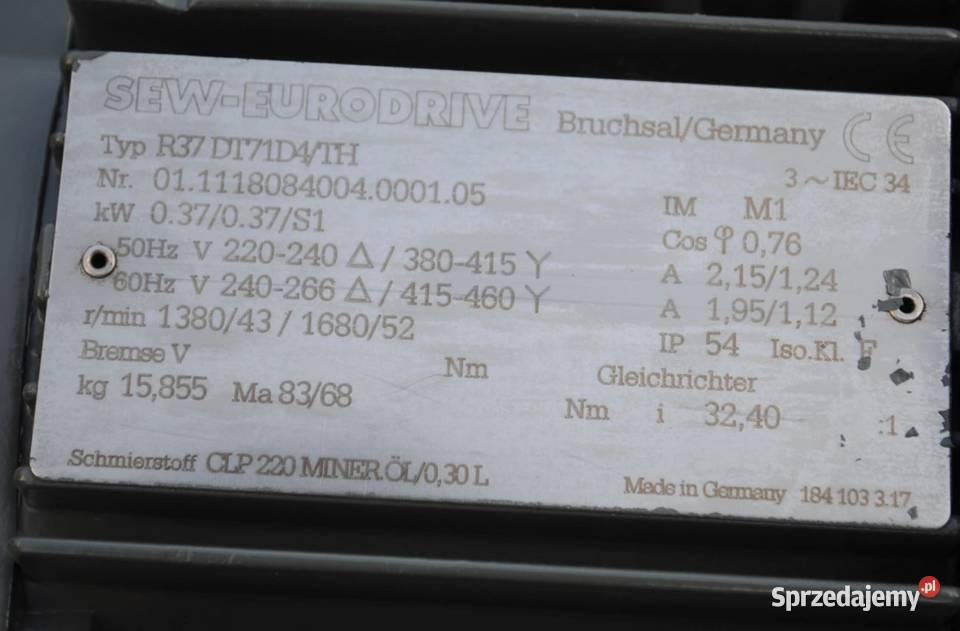 SEW-EURODRIVE Bruchsal/Germany CE
Typ R37 DT71D4/TH 3 ~ IEC 34
Nr. 01.1118084004.0001.05 IM M1
kW 0.37/0.37/S1 Cos φ 0,76
50Hz V 220-240 Δ / 380-415 Y A 2,15/1,24
60Hz V 240-266 Δ / 415-460 Y A 1,95/1,12
r/min 1380/43 / 1680/52 IP 54 Iso.Kl. F
Bremse V Nm Gleichrichter
kg 15,855 Ma 83/68 Nm i 32,40 :1
Schmierstoff CLP 220 MINER.ÖL/0,30 L Made in Germany 184 103 3.17
Sprzedajemy.pl